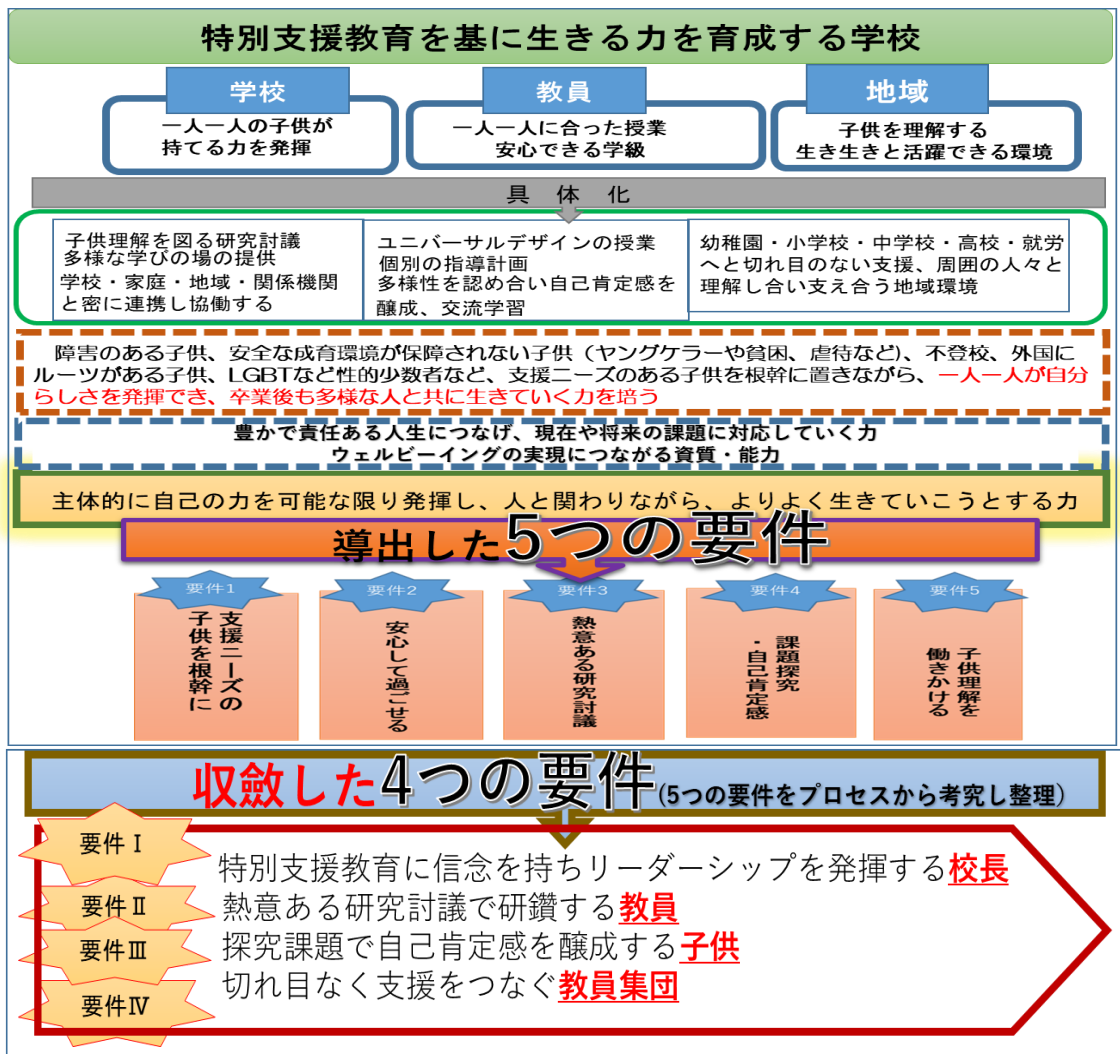 特別支援教育を基に生きる力を育成する学校
学校
一人一人の子供が
持てる力を発揮
教員
一人一人に合った授業
安心できる学級
地域
子供を理解する
生き生きと活躍できる環境
具 体 化
子供理解を図る研究討議
多様な学びの場の提供
学校・家庭・地域・関係機関
と密に連携し協働する
ユニバーサルデザインの授業
個別の指導計画
多様性を認め合い自己肯定感を
醸成、交流学習
幼稚園・小学校・中学校・高校・就労
へと切れ目のない支援、周囲の人々と
理解し合い支え合う地域環境
障害のある子供、安全な成育環境が保障されない子供（ヤングケラーや貧困、虐待など）、不登校、外国に
ルーツがある子供、LGBTなど性的少数者など、支援ニーズのある子供を根幹に置きながら、一人一人が自分
らしさを発揮でき、卒業後も多様な人と共に生きていく力を培う
豊かで責任ある人生につなげ、現在や将来の課題に対応していく力
ウェルビーイングの実現につながる資質・能力
主体的に自己の力を可能な限り発揮し、人と関わりながら、よりよく生きていこうとする力
導出した5つの要件
要件1
支援ニーズの
子供を根幹に
要件2
安心して過ごせる
要件3
熱意ある研究討議
要件4
課題探究
・自己肯定感
要件5
子供理解を
働きかける
収斂した4つの要件(5つの要件をプロセスから考究し整理)
要件Ⅰ
特別支援教育に信念を持ちリーダーシップを発揮する校長
要件Ⅱ
熱意ある研究討議で研鑽する教員
要件Ⅲ
探究課題で自己肯定感を醸成する子供
要件Ⅳ
切れ目なく支援をつなぐ教員集団